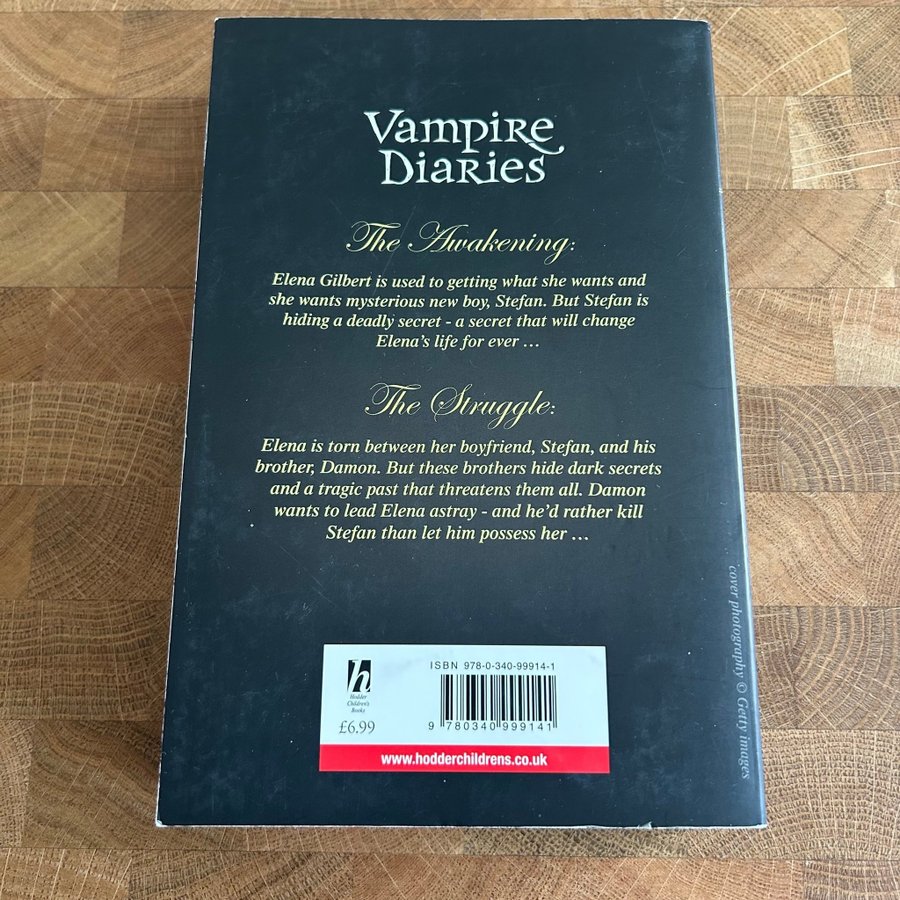 Vampire
Diaries
The Awakening:
Elena Gilbert is used to getting what she wants and
she wants mysterious new boy, Stefan. But Stefan is
hiding a deadly secret - a secret that will change
Elena's life for ever ...
The Struggle:
Elena is torn between her boyfriend, Stefan, and his
brother, Damon. But these brothers hide dark secrets
and a tragic past that threatens them all. Damon
wants to lead Elena astray - and he'd rather kill
Stefan than let him possess her ...
cover photography © Getty images
h
Hodder
Children's
Books
£6.99
ISBN 978-0-340-99914-1
9 780340 999141
www.hodderchildrens.co.uk